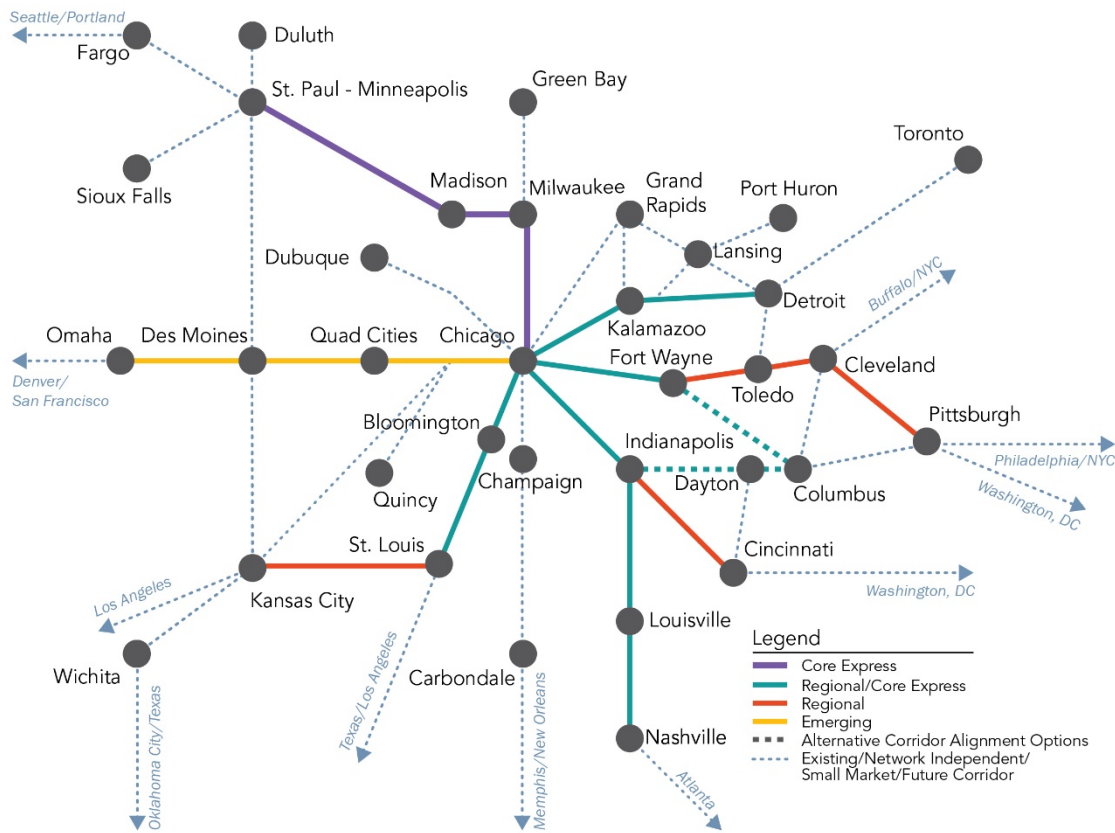 Seattle/Portland
Fargo
Duluth
St. Paul - Minneapolis
Green Bay
Toronto
Sioux Falls
Madison
Milwaukee
Grand
Rapids
Port Huron
Dubuque
Lansing
Detroit
Buffalo/NYC
Omaha
Des Moines
Quad Cities
Chicago
Kalamazoo
Fort Wayne
Toledo
Cleveland
Denver/
San Francisco
Bloomington
Indianapolis
Pittsburgh
Quincy
Champaign
Dayton
Columbus
Philadelphia/NYC
Washington, DC
St. Louis
Cincinnati
Washington, DC
Kansas City
Los Angeles
Louisville
Wichita
Carbondale
Nashville
Oklahoma City/Texas
Texas/Los Angeles
Memphis/New Orleans
Atlanta
Legend
Core Express
Regional/Core Express
Regional
Emerging
Alternative Corridor Alignment Options
Existing/Network Independent/
Small Market/Future Corridor